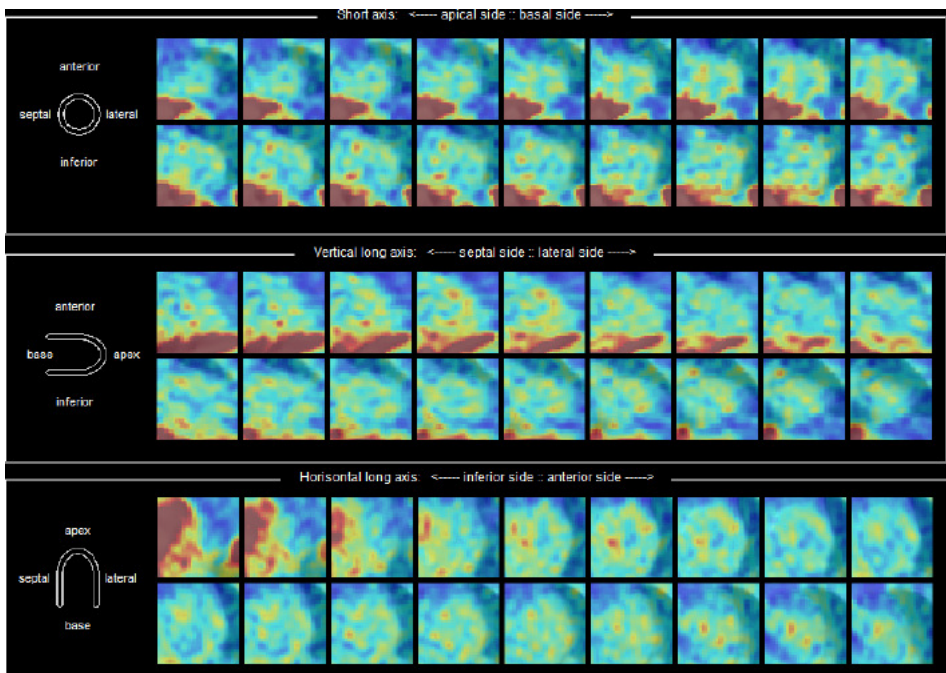 Short axis: <----- apical side :: basal side ----->
anterior
septal lateral
inferior
Vertical long axis: <----- septal side :: lateral side ----->
anterior
base apex
inferior
Horisontal long axis: <----- inferior side :: anterior side ----->
apex
septal lateral
base